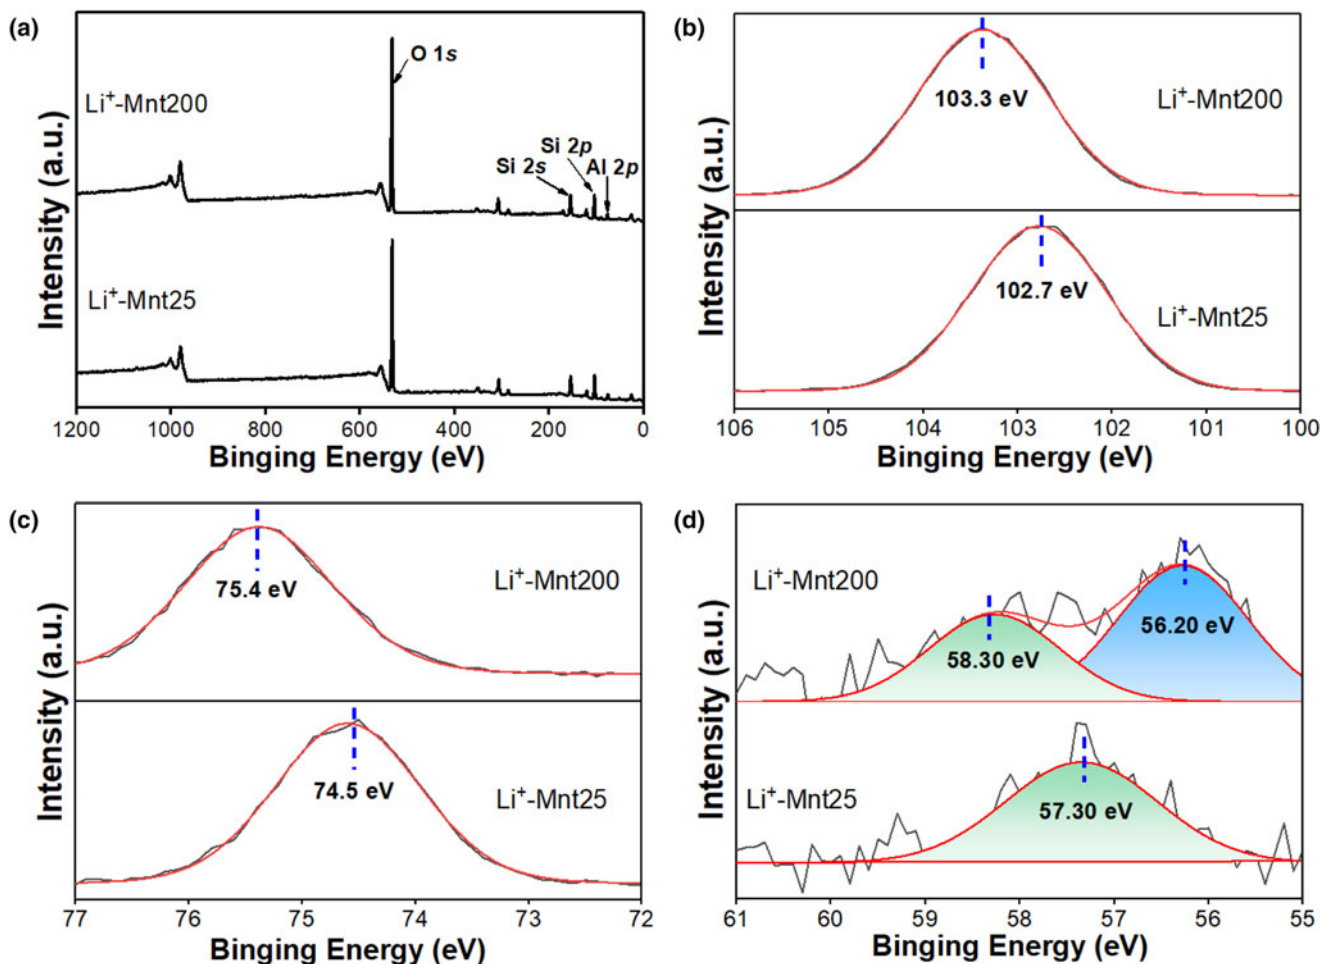 (a)
Intensity (a.u.)
Li⁺-Mnt200
O 1s
Si 2s
Si 2p
Al 2p
Li⁺-Mnt25
1200 1000 800 600 400 200 0
Binging Energy (eV)
(b)
Intensity (a.u.)
103.3 eV
Li⁺-Mnt200
102.7 eV
Li⁺-Mnt25
106 105 104 103 102 101 100
Binging Energy (eV)
(c)
Intensity (a.u.)
75.4 eV
Li⁺-Mnt200
Intensity (a.u.)
74.5 eV
Li⁺-Mnt25
77 76 75 74 73 72
Binging Energy (eV)
(d)
Intensity (a.u.)
Li⁺-Mnt200
58.30 eV
56.20 eV
Intensity (a.u.)
Li⁺-Mnt25
57.30 eV
61 60 59 58 57 56 55
Binging Energy (eV)